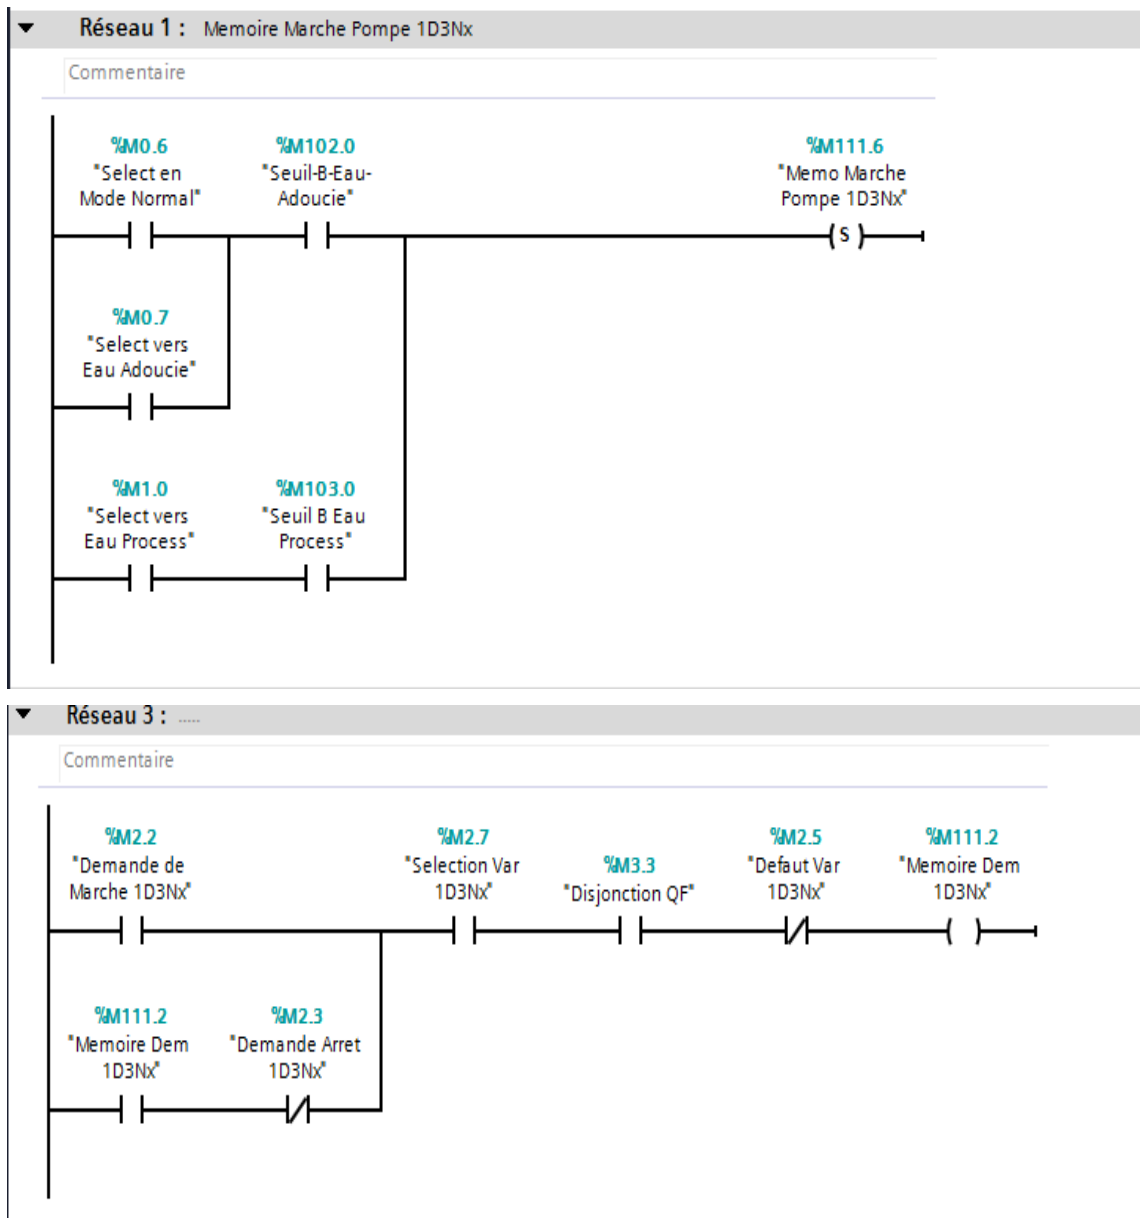 Réseau 1 : Memoire Marche Pompe 1D3Nx
Commentaire
%M0.6
"Select en
Mode Normal"
%M102.0
"Seuil-B-Eau-
Adoucie"
%M111.6
"Memo Marche
Pompe 1D3Nx"
S
%M0.7
"Select vers
Eau Adoucie"
%M1.0
"Select vers
Eau Process"
%M103.0
"Seuil B Eau
Process"
Réseau 3 : .....
Commentaire
%M2.2
"Demande de
Marche 1D3Nx"
%M2.7
"Selection Var
1D3Nx"
%M3.3
"Disjonction QF"
%M2.5
"Defaut Var
1D3Nx"
%M111.2
"Memoire Dem
1D3Nx"
%M111.2
"Memoire Dem
1D3Nx"
%M2.3
"Demande Arret
1D3Nx"